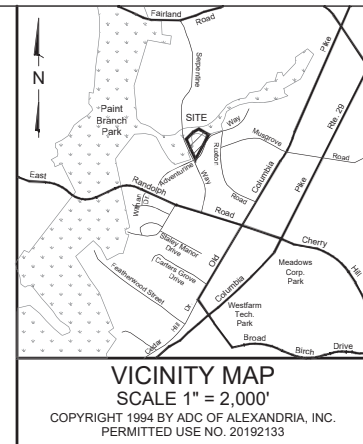 Fairland Road
Serpentine Way
Pike
Rte. 29
N
Paint
Branch
Park
SITE
Way
Musgrove Road
Rotor Road
Adventurine
East Randolph Road
Wilmar Dr
Columbia Pike
Staley Manor
Drive
Carters Grove
Drive
Featherwood Street
Old Columbia
Cherry Hill
Meadows
Corp.
Park
Cedar Hill Dr
Westfarm
Tech.
Park
Broad Birch Drive
VICINITY MAP
SCALE 1" = 2,000'
COPYRIGHT 1994 BY ADC OF ALEXANDRIA, INC.
PERMITTED USE NO. 20192133